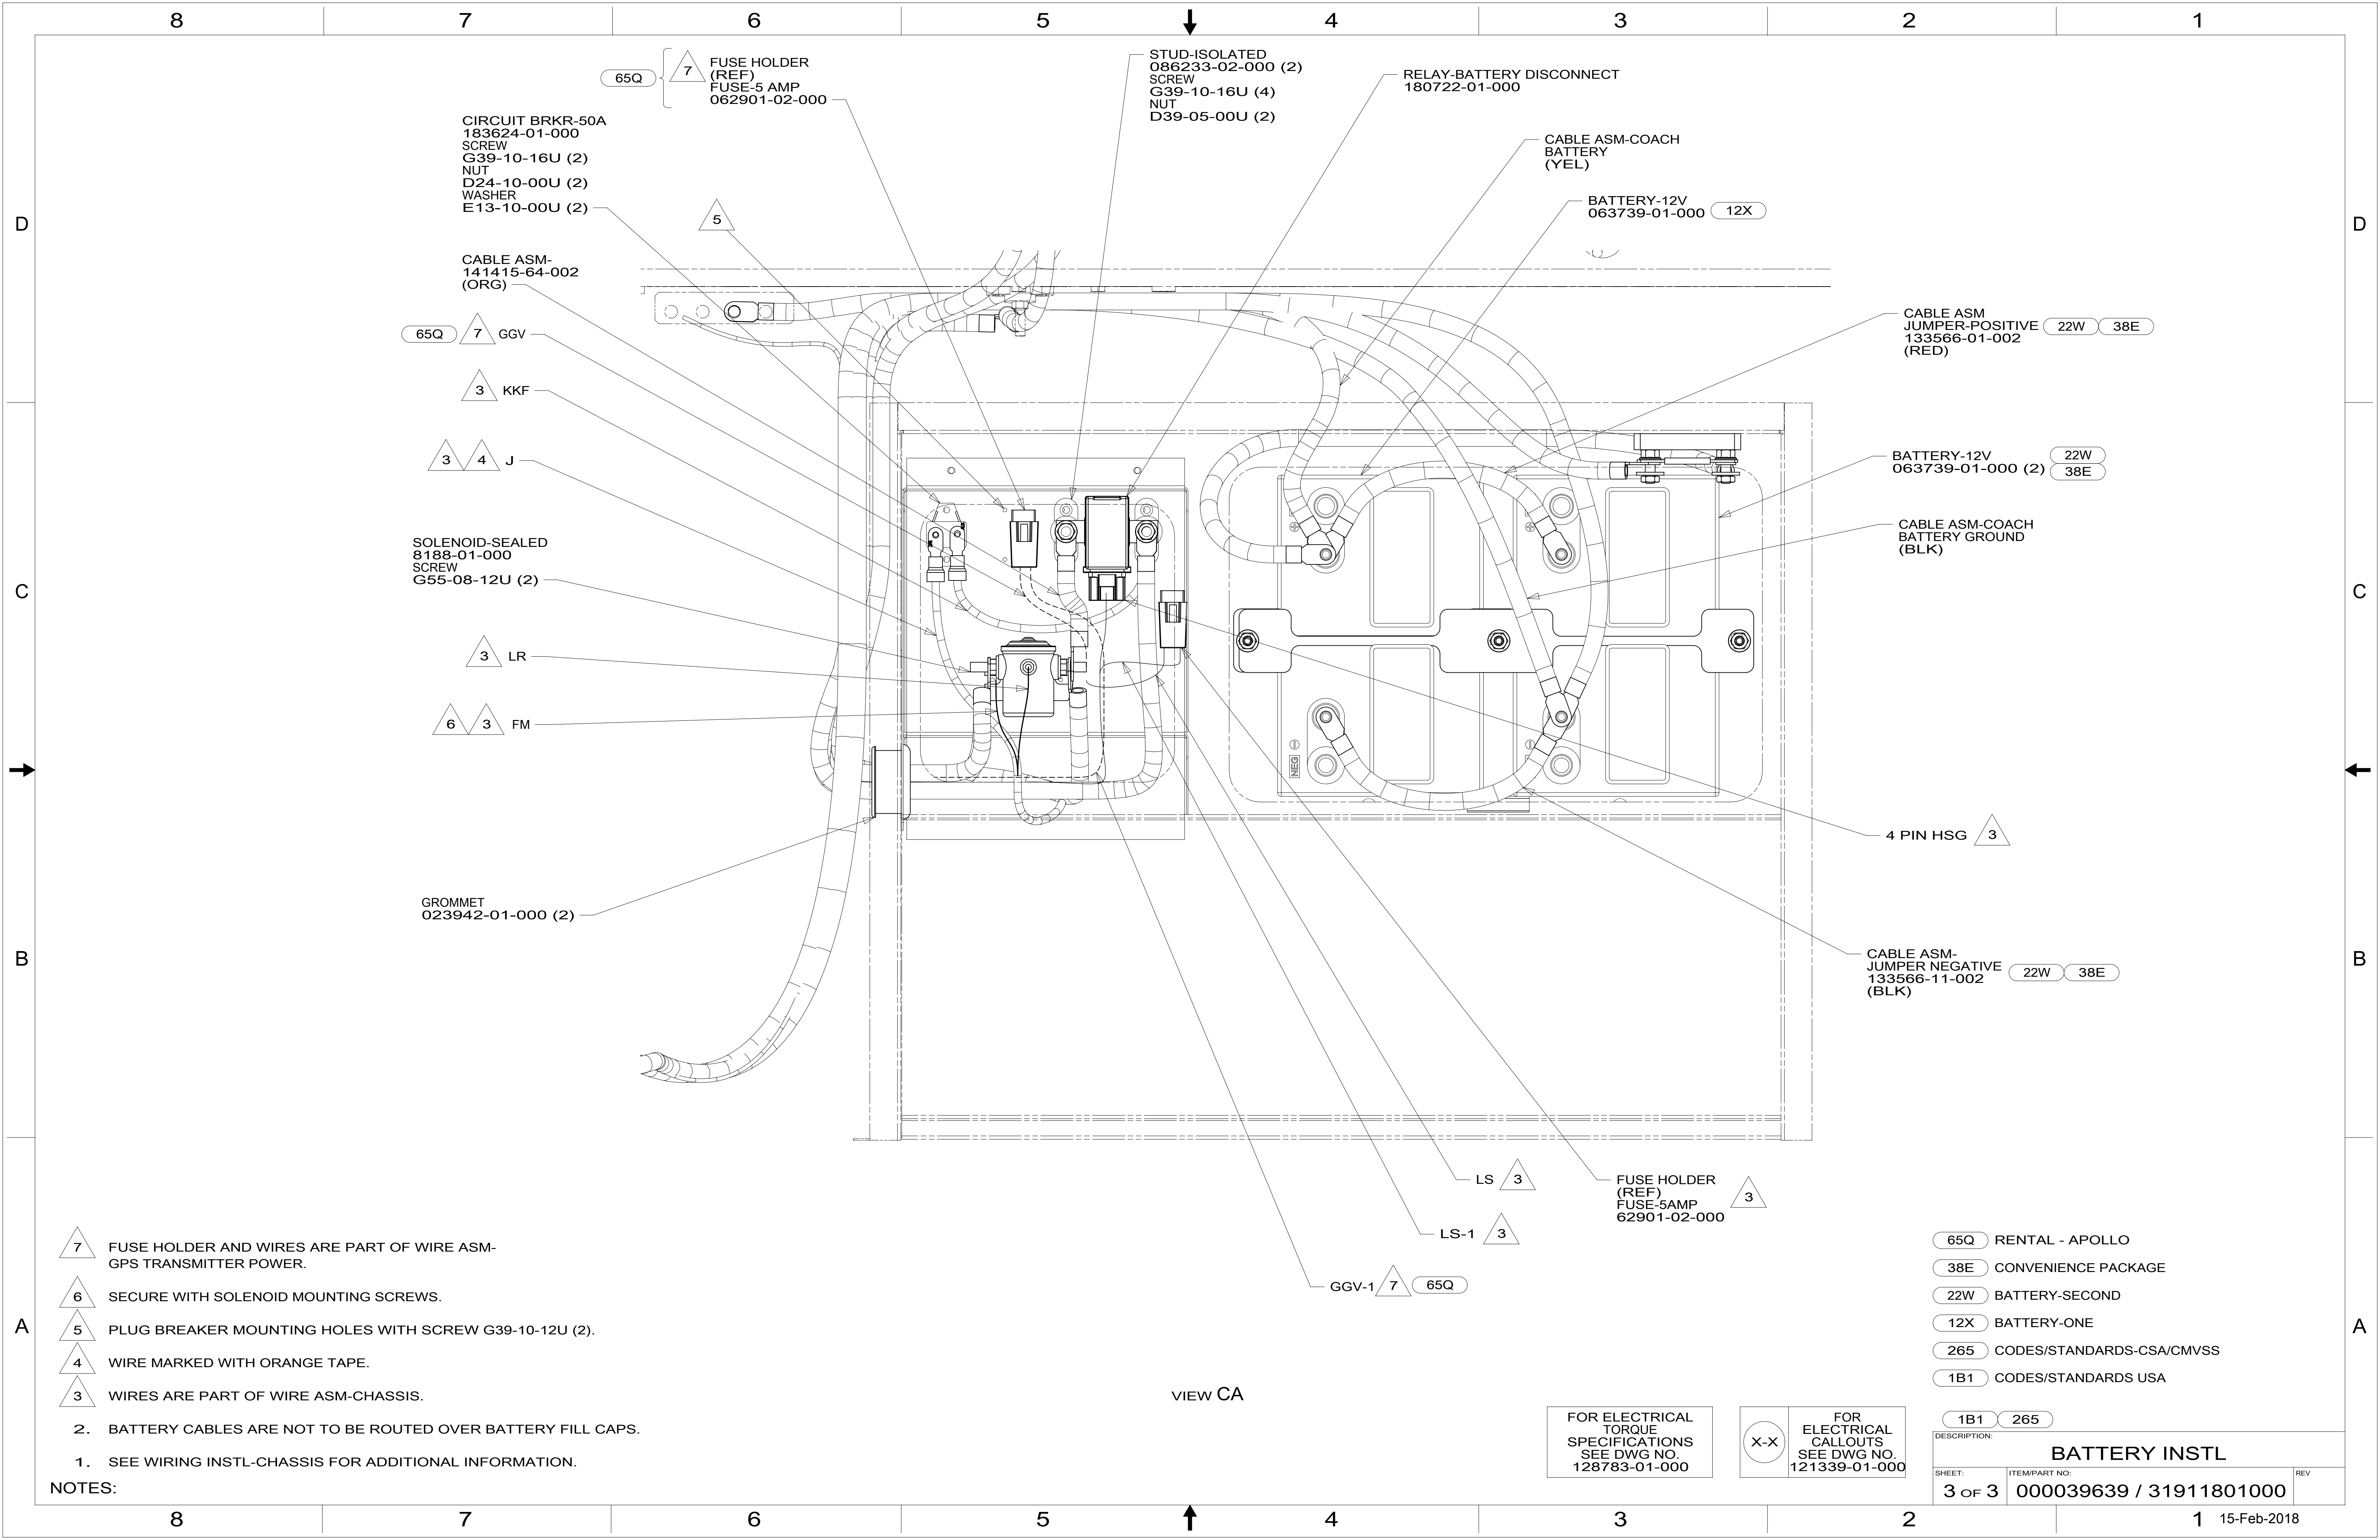 8 7 6 5 4 3 2 1
65Q
7
FUSE HOLDER
(REF)
FUSE-5 AMP
062901-02-000
STUD-ISOLATED
086233-02-000 (2)
SCREW
G39-10-16U (4)
NUT
D39-05-00U (2)
RELAY-BATTERY DISCONNECT
180722-01-000
CIRCUIT BRKR-50A
183624-01-000
SCREW
G39-10-16U (2)
NUT
D24-10-00U (2)
WASHER
E13-10-00U (2)
5
CABLE ASM-COACH
BATTERY
(YEL)
BATTERY-12V
063739-01-000 12X
D D
CABLE ASM-
141415-64-002
(ORG)
65Q 7 GGV
3 KKF
3 4 J
CABLE ASM
JUMPER-POSITIVE 22W 38E
133566-01-002
(RED)
BATTERY-12V 22W
063739-01-000 (2) 38E
CABLE ASM-COACH
BATTERY GROUND
(BLK)
SOLENOID-SEALED
8188-01-000
SCREW
G55-08-12U (2)
C C
3 LR
6 3 FM
NEG
4 PIN HSG 3
GROMMET
023942-01-000 (2)
B B
CABLE ASM-
JUMPER NEGATIVE 22W 38E
133566-11-002
(BLK)
LS 3
LS-1 3
GGV-1 7 65Q
FUSE HOLDER
(REF)
FUSE-5AMP
62901-02-000
3
7 FUSE HOLDER AND WIRES ARE PART OF WIRE ASM-
GPS TRANSMITTER POWER.
6 SECURE WITH SOLENOID MOUNTING SCREWS.
5 PLUG BREAKER MOUNTING HOLES WITH SCREW G39-10-12U (2).
4 WIRE MARKED WITH ORANGE TAPE.
3 WIRES ARE PART OF WIRE ASM-CHASSIS.
2. BATTERY CABLES ARE NOT TO BE ROUTED OVER BATTERY FILL CAPS.
1. SEE WIRING INSTL-CHASSIS FOR ADDITIONAL INFORMATION.
NOTES:
A A
VIEW CA
65Q RENTAL - APOLLO
38E CONVENIENCE PACKAGE
22W BATTERY-SECOND
12X BATTERY-ONE
265 CODES/STANDARDS-CSA/CMVSS
1B1 CODES/STANDARDS USA
FOR ELECTRICAL
TORQUE
SPECIFICATIONS
SEE DWG NO.
128783-01-000
X-X
FOR
ELECTRICAL
CALLOUTS
SEE DWG NO.
121339-01-000
1B1 265
DESCRIPTION:
BATTERY INSTL
SHEET:
3 OF 3
ITEM/PART NO:
000039639 / 31911801000
REV
8 7 6 5 4 3 2 1
15-Feb-2018